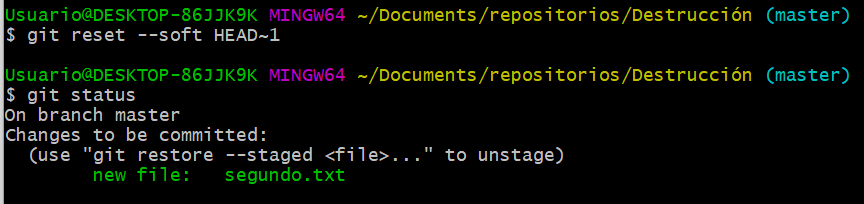 Usuario@DESKTOP-86JJK9K MINGW64 ~/Documents/repositorios/Destrucción (master)
$ git reset --soft HEAD~1
Usuario@DESKTOP-86JJK9K MINGW64 ~/Documents/repositorios/Destrucción (master)
$ git status
On branch master
Changes to be committed:
  (use "git restore --staged <file>..." to unstage)
        new file:   segundo.txt